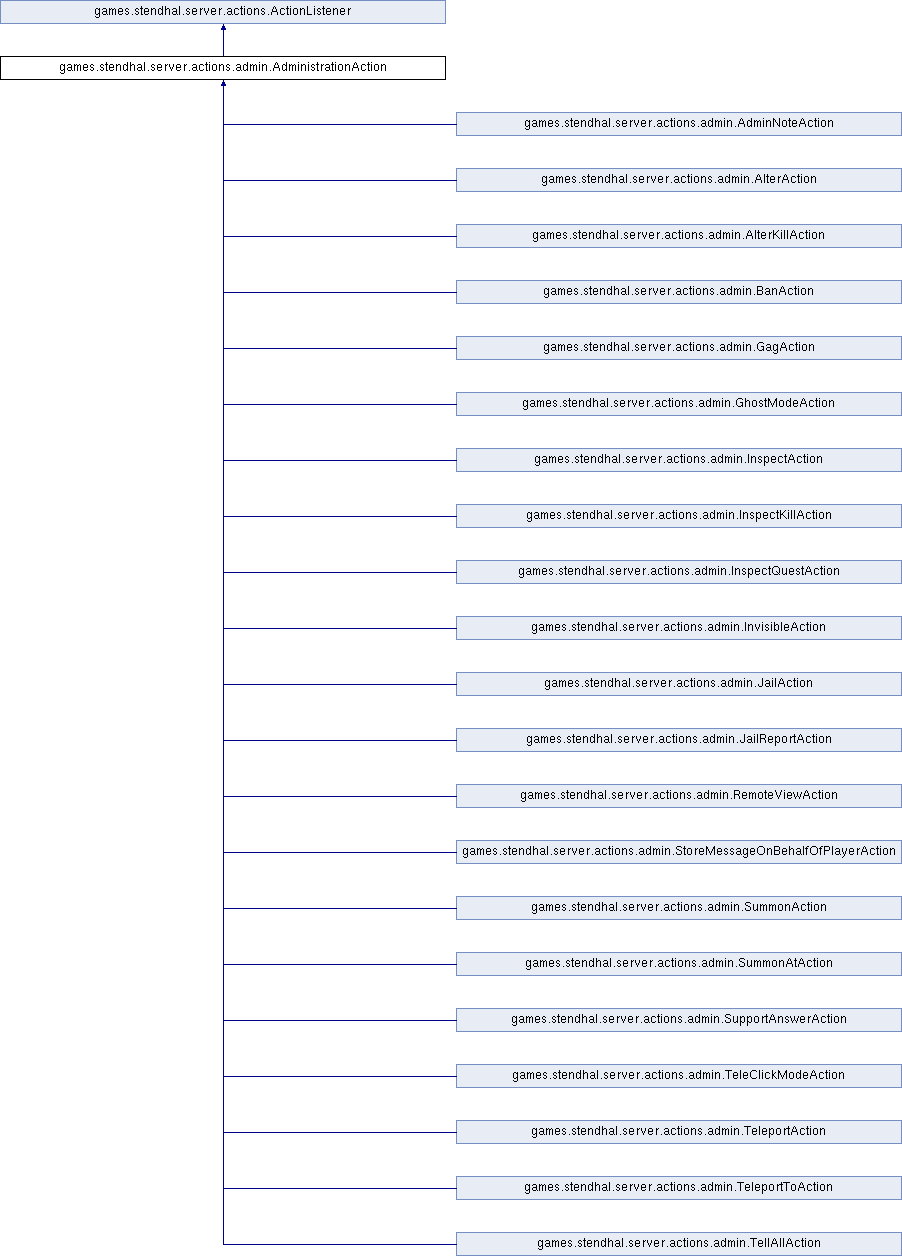 games.stendhal.server.actions.ActionListener
games.stendhal.server.actions.admin.AdministrationAction
games.stendhal.server.actions.admin.AdminNoteAction
games.stendhal.server.actions.admin.AlterAction
games.stendhal.server.actions.admin.AlterKillAction
games.stendhal.server.actions.admin.BanAction
games.stendhal.server.actions.admin.GagAction
games.stendhal.server.actions.admin.GhostModeAction
games.stendhal.server.actions.admin.InspectAction
games.stendhal.server.actions.admin.InspectKillAction
games.stendhal.server.actions.admin.InspectQuestAction
games.stendhal.server.actions.admin.InvisibleAction
games.stendhal.server.actions.admin.JailAction
games.stendhal.server.actions.admin.JailReportAction
games.stendhal.server.actions.admin.RemoteViewAction
games.stendhal.server.actions.admin.StoreMessageOnBehalfOfPlayerAction
games.stendhal.server.actions.admin.SummonAction
games.stendhal.server.actions.admin.SummonAtAction
games.stendhal.server.actions.admin.SupportAnswerAction
games.stendhal.server.actions.admin.TeleClickModeAction
games.stendhal.server.actions.admin.TeleportAction
games.stendhal.server.actions.admin.TeleportToAction
games.stendhal.server.actions.admin.TellAllAction